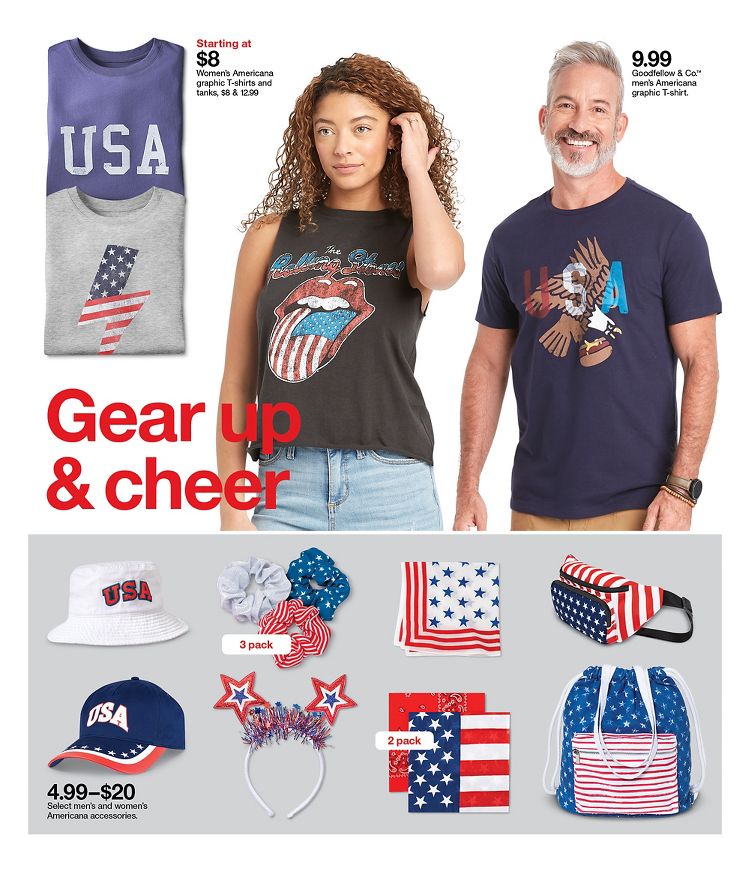 Starting at
$8
Women's Americana
graphic T-shirts and
tanks, $8 & 12.99
9.99
Goodfellow & Co.™
men's Americana
graphic T-shirt.
USA
The
Rolling Stones
USA
Gear up
& cheer
USA
3 pack
USA
2 pack
4.99–$20
Select men's and women's
Americana accessories.